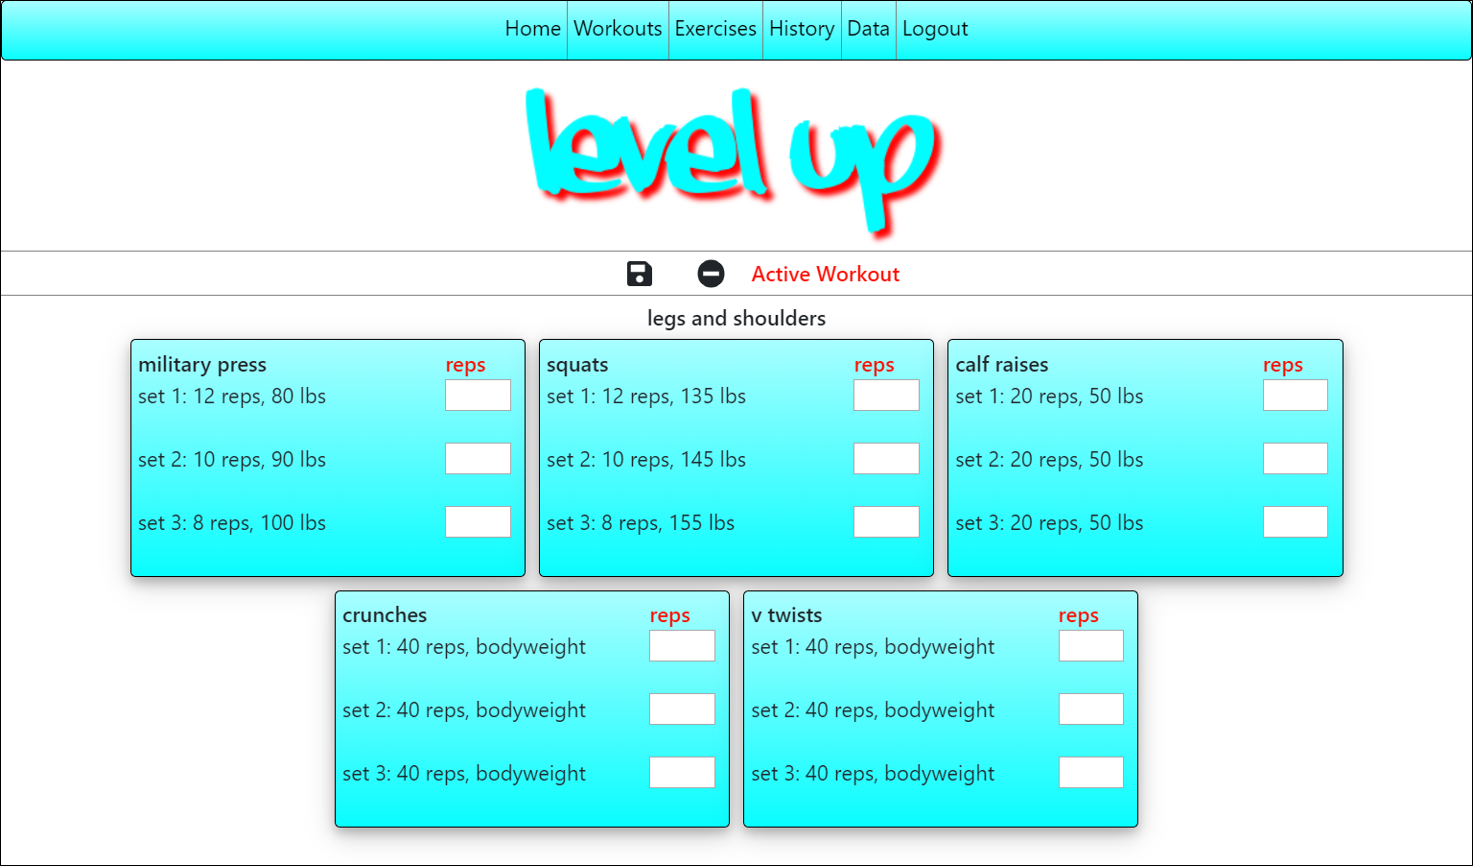 Home Workouts Exercises History Data Logout
level up
Active Workout
legs and shoulders
military press reps
set 1: 12 reps, 80 lbs
set 2: 10 reps, 90 lbs
set 3: 8 reps, 100 lbs
squats reps
set 1: 12 reps, 135 lbs
set 2: 10 reps, 145 lbs
set 3: 8 reps, 155 lbs
calf raises reps
set 1: 20 reps, 50 lbs
set 2: 20 reps, 50 lbs
set 3: 20 reps, 50 lbs
crunches reps
set 1: 40 reps, bodyweight
set 2: 40 reps, bodyweight
set 3: 40 reps, bodyweight
v twists reps
set 1: 40 reps, bodyweight
set 2: 40 reps, bodyweight
set 3: 40 reps, bodyweight